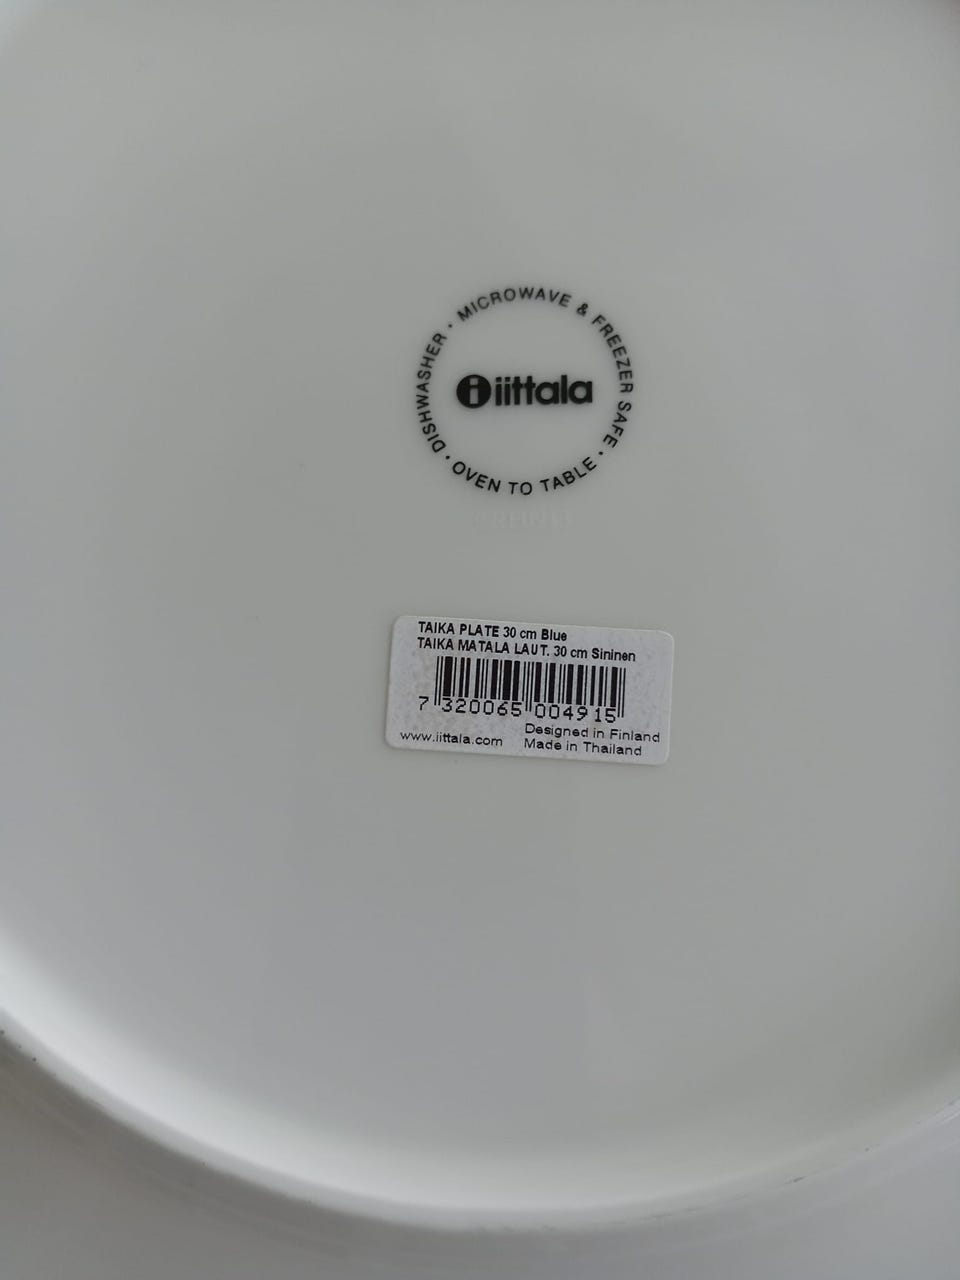 DISHWASHER · MICROWAVE & FREEZER SAFE · OVEN TO TABLE ·
iittala
TAIKA PLATE 30 cm Blue
TAIKA MATALA LAUT. 30 cm Sininen
7 320065 004915
www.iittala.com
Designed in Finland
Made in Thailand